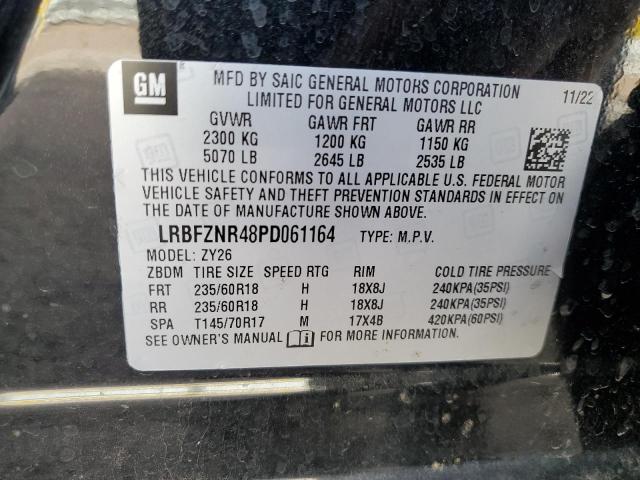 GM
MFD BY SAIC GENERAL MOTORS CORPORATION
LIMITED FOR GENERAL MOTORS LLC
11/22
GVWR GAWR FRT GAWR RR
2300 KG 1200 KG 1150 KG
5070 LB 2645 LB 2535 LB
THIS VEHICLE CONFORMS TO ALL APPLICABLE U.S. FEDERAL MOTOR
VEHICLE SAFETY AND THEFT PREVENTION STANDARDS IN EFFECT ON
THE DATE OF MANUFACTURE SHOWN ABOVE.
LRBFZNR48PD061164 TYPE: M.P.V.
MODEL: ZY26
ZBDM TIRE SIZE SPEED RTG RIM COLD TIRE PRESSURE
FRT 235/60R18 H 18X8J 240KPA(35PSI)
RR 235/60R18 H 18X8J 240KPA(35PSI)
SPA T145/70R17 M 17X4B 420KPA(60PSI)
SEE OWNER'S MANUAL i FOR MORE INFORMATION.